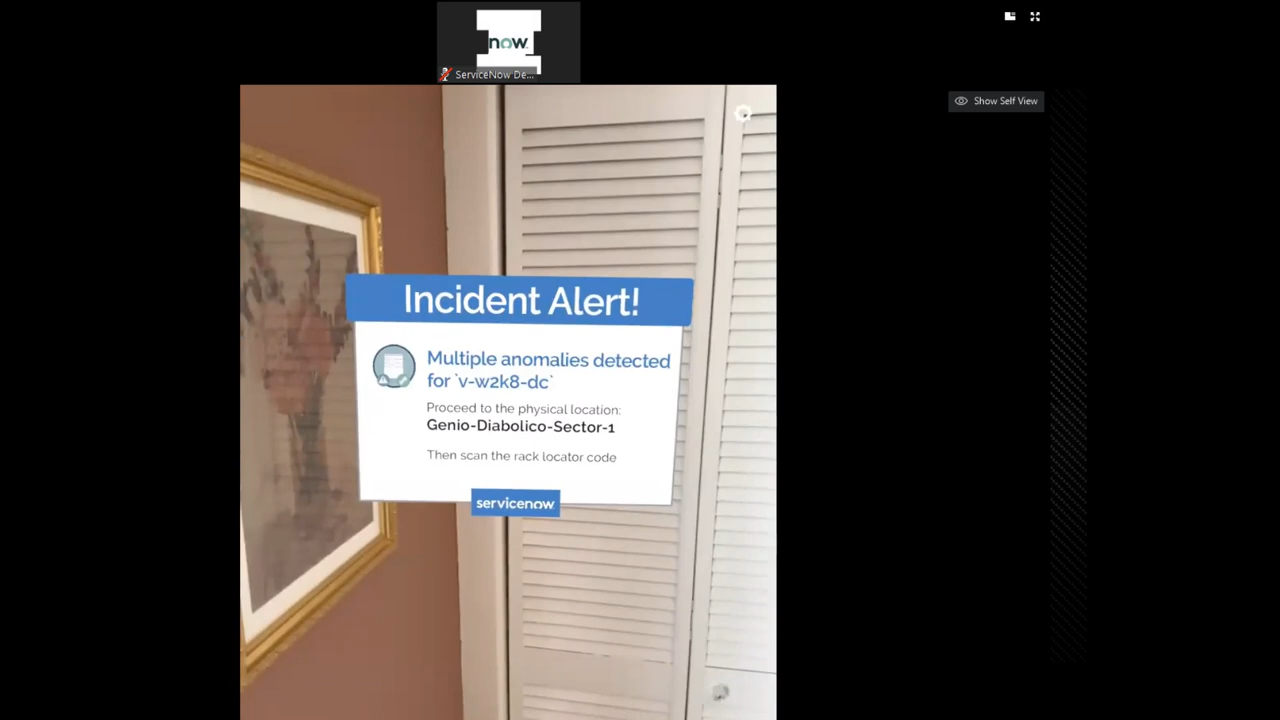 now.
ServiceNow De...
Show Self View
Incident Alert!
Multiple anomalies detected
for `v-w2k8-dc`
Proceed to the physical location:
Genio-Diabolico-Sector-1
Then scan the rack locator code
servicenow